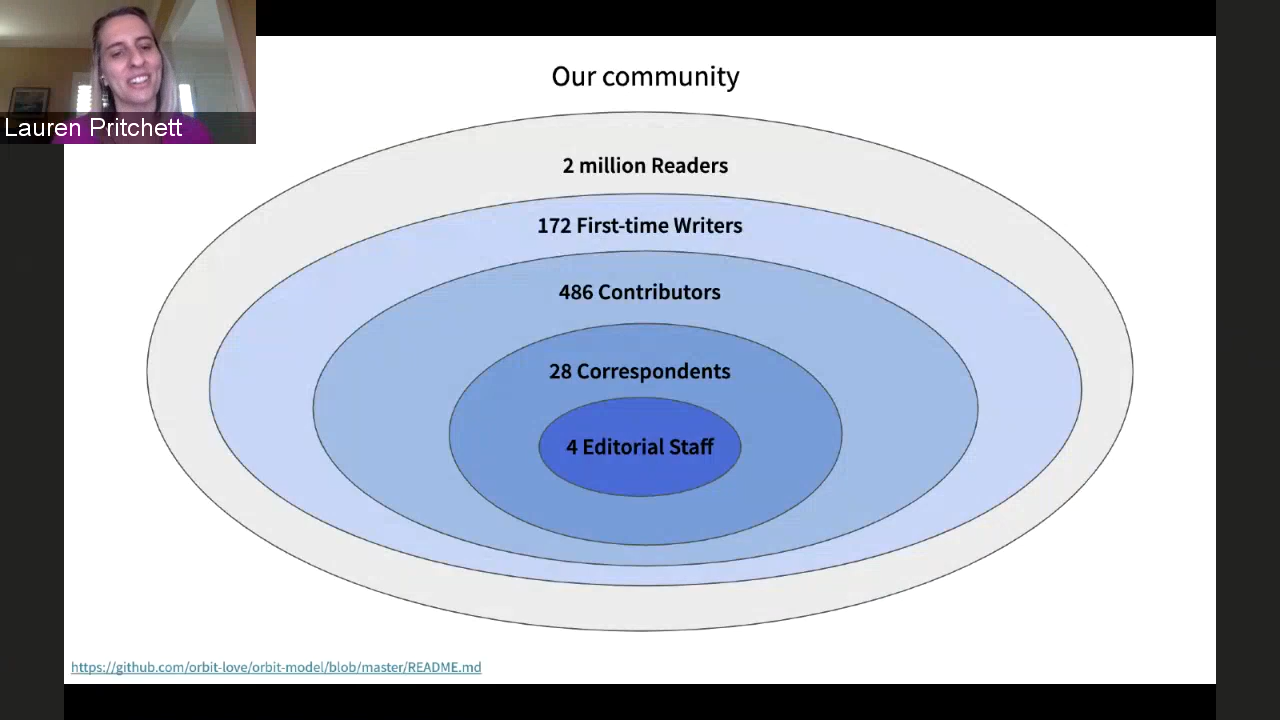 Lauren Pritchett
Our community
2 million Readers
172 First-time Writers
486 Contributors
28 Correspondents
4 Editorial Staff
https://github.com/orbit-love/orbit-model/blob/master/README.md